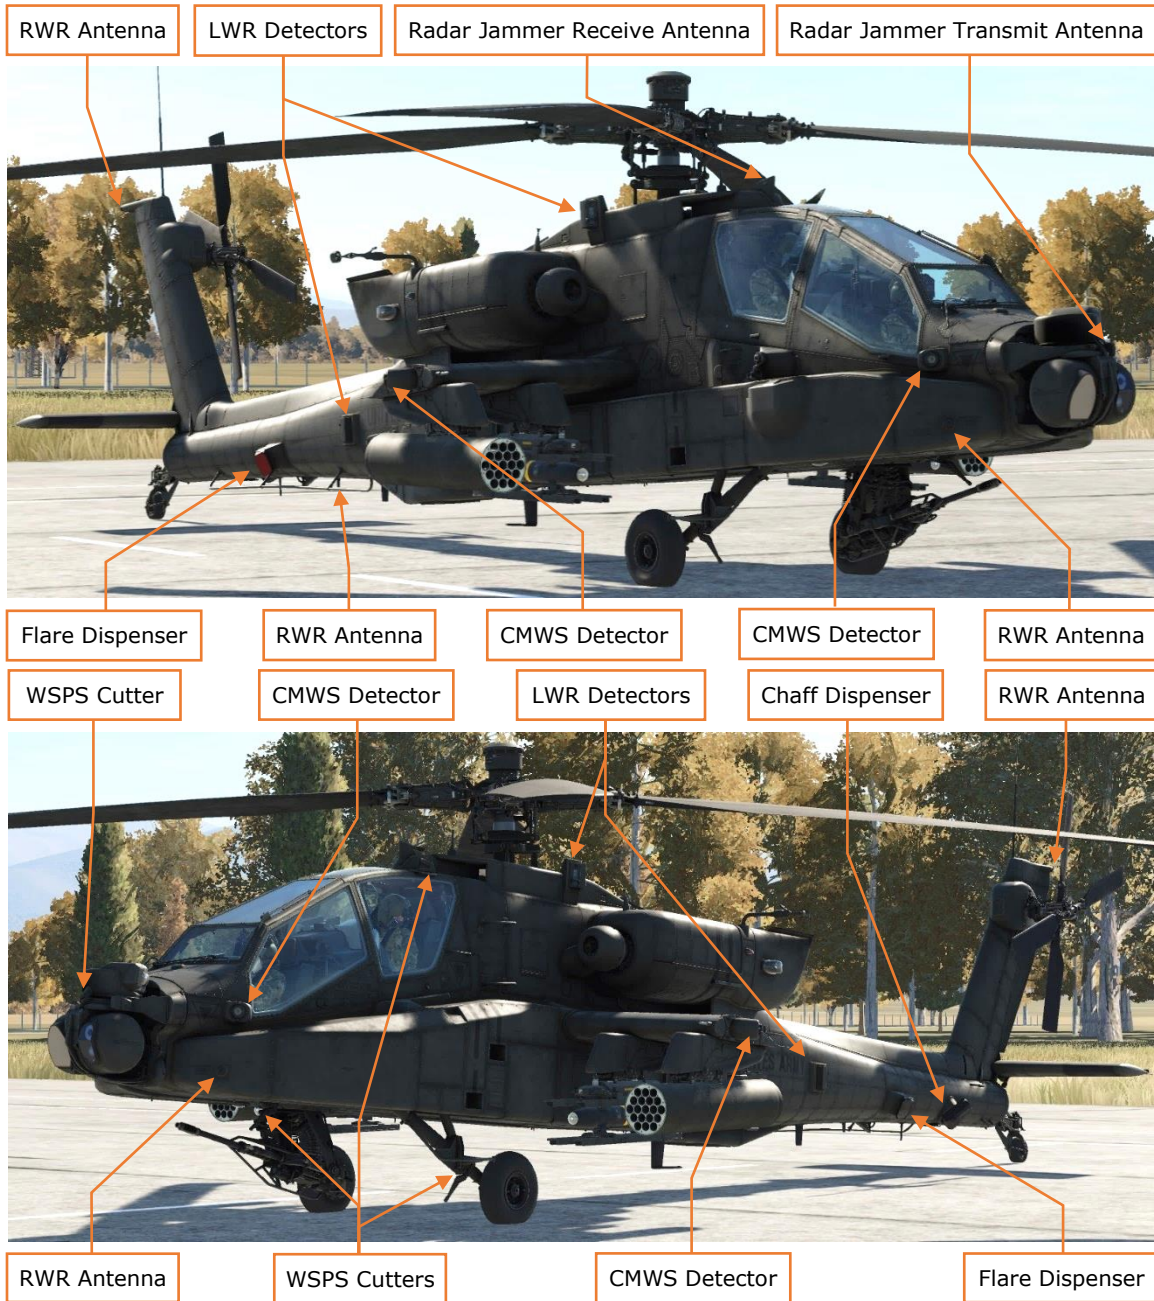 RWR Antenna
LWR Detectors
Radar Jammer Receive Antenna
Radar Jammer Transmit Antenna
Flare Dispenser
RWR Antenna
CMWS Detector
CMWS Detector
RWR Antenna
WSPS Cutter
CMWS Detector
LWR Detectors
Chaff Dispenser
RWR Antenna
RWR Antenna
WSPS Cutters
CMWS Detector
Flare Dispenser